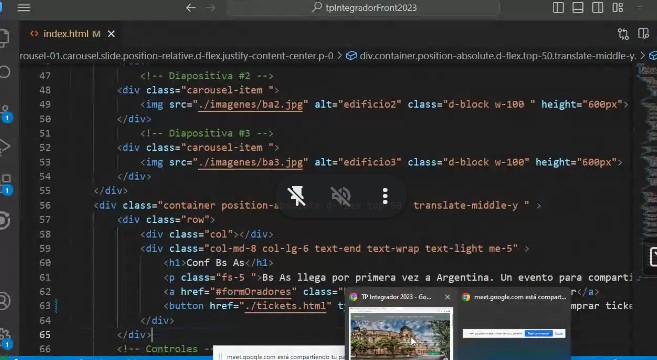 tpIntegradorFront2023
index.html M
rousel-01.carousel.slide.position-relative.d-flex.justify-content-center.p-0 > div.container.position-absolute.d-flex.top-50.translate-middle-y.
47 <!-- Diapositiva #2 -->
48 <div class="carousel-item ">
49 <img src="./imagenes/ba2.jpg" alt="edificio2" class="d-block w-100 " height="600px">
50 </div>
51 <!-- Diapositiva #3 -->
52 <div class="carousel-item ">
53 <img src="./imagenes/ba3.jpg" alt="edificio3" class="d-block w-100" height="600px">
54 </div>
55 </div>
56 <div class="container position-absolute d-flex top-50 translate-middle-y " >
57 <div class="row">
58 <div class="col"></div>
59 <div class="col-md-8 col-lg-6 text-end text-wrap text-light me-5" >
60 <h1>Conf Bs As</h1>
61 <p class="fs-5 ">Bs As llega por primera vez a Argentina. Un evento para comparti
62 <a href="#formOradores" class="
63 <button href="./tickets.html" ty mprar ticke
64 </div>
65 </div>
66 <!-- Controles --
TP Integrador 2023 - Goo...
meet.google.com está compart...
meet.google.com está compartiendo tu pa